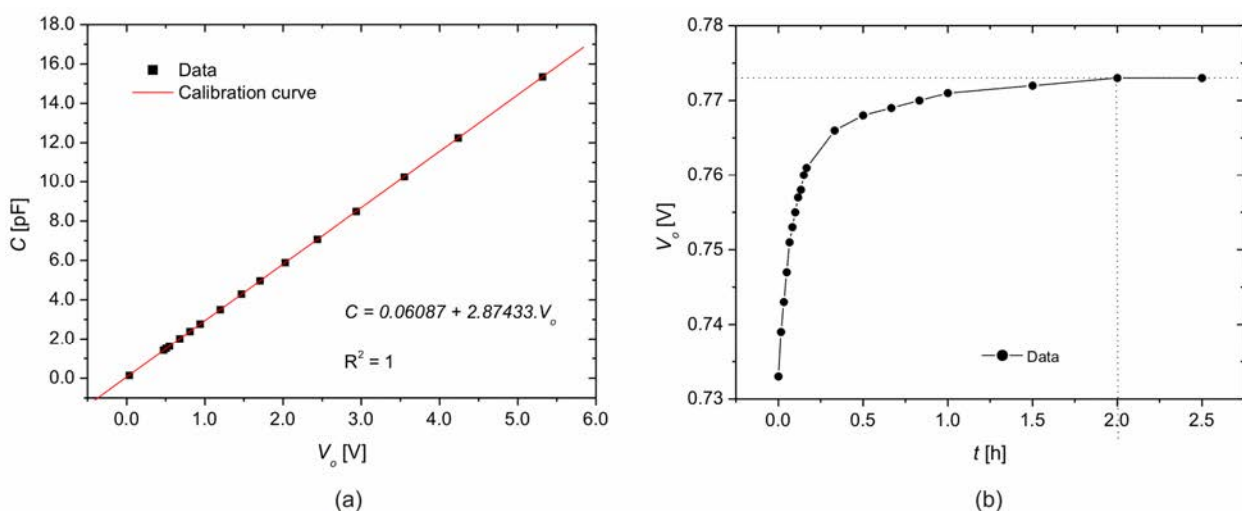 18.0
16.0
14.0
12.0
10.0
8.0
6.0
4.0
2.0
0.0
C [pF]
Data
Calibration curve
C = 0.06087 + 2.87433.Vₒ
R² = 1
0.0 1.0 2.0 3.0 4.0 5.0 6.0
Vₒ [V]
(a)
0.78
0.77
0.76
0.75
0.74
0.73
Vₒ [V]
Data
0.0 0.5 1.0 1.5 2.0 2.5
t [h]
(b)